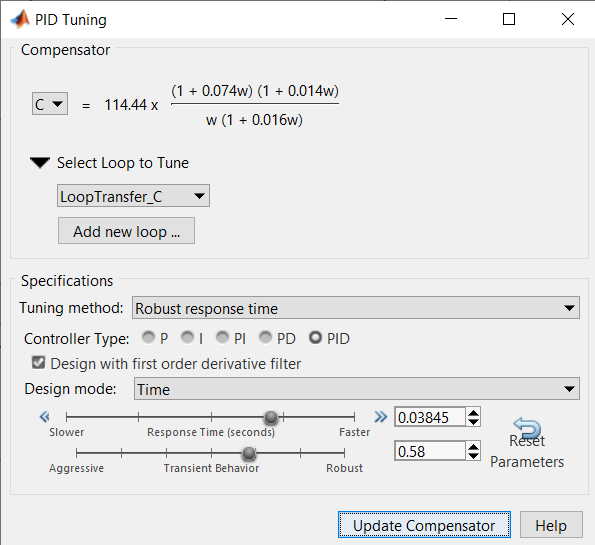 PID Tuning
Compensator
C = 114.44 x (1 + 0.074w) (1 + 0.014w)
w (1 + 0.016w)
Select Loop to Tune
LoopTransfer_C
Add new loop ...
Specifications
Tuning method: Robust response time
Controller Type: P I PI PD PID
Design with first order derivative filter
Design mode: Time
Slower Response Time (seconds) Faster 0.03845
Aggressive Transient Behavior Robust 0.58
Reset
Parameters
Update Compensator Help